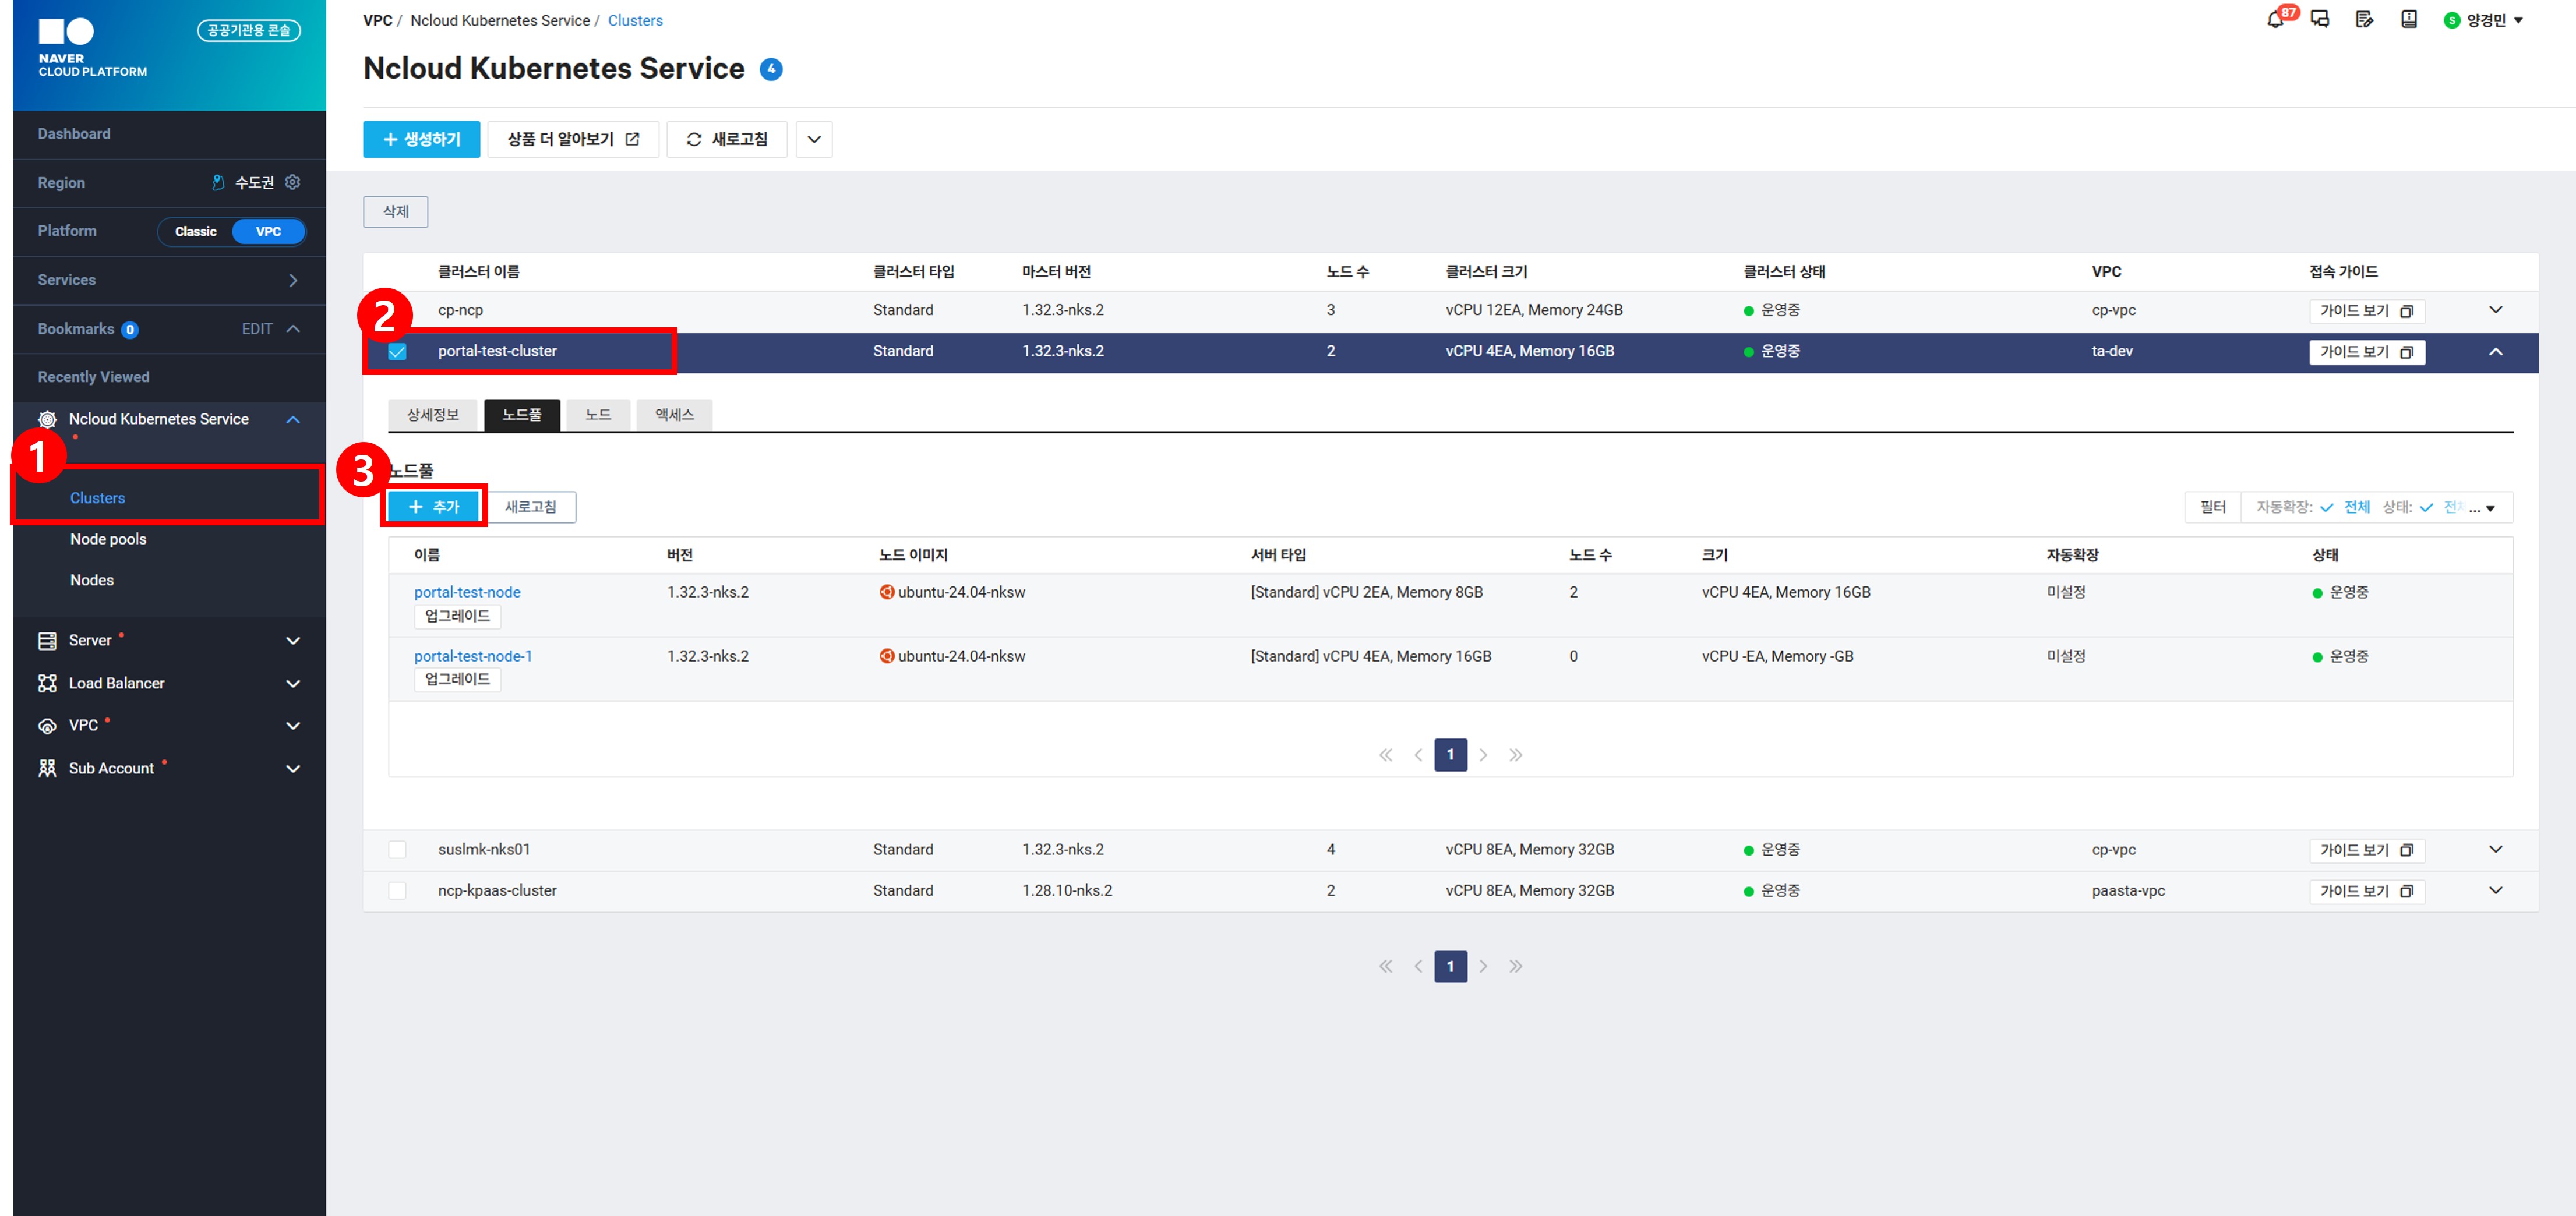 NAVER
CLOUD PLATFORM
공공기관용 콘솔
Dashboard
Region 수도권
Platform Classic VPC
Services
Bookmarks 0 EDIT
Recently Viewed
Ncloud Kubernetes Service
1
Clusters
Node pools
Nodes
Server
Load Balancer
VPC
Sub Account
VPC / Ncloud Kubernetes Service / Clusters
87
S 양경민
Ncloud Kubernetes Service 4
+ 생성하기 상품 더 알아보기 새로고침
삭제
클러스터 이름 클러스터 타입 마스터 버전 노드 수 클러스터 크기 클러스터 상태 VPC 접속 가이드
cp-ncp Standard 1.32.3-nks.2 3 vCPU 12EA, Memory 24GB 운영중 cp-vpc 가이드 보기
2
portal-test-cluster Standard 1.32.3-nks.2 2 vCPU 4EA, Memory 16GB 운영중 ta-dev 가이드 보기
상세정보 노드풀 노드 액세스
3
노드풀
+ 추가 새로고침 필터 자동확장: 전체 상태: 전체 ...
이름 버전 노드 이미지 서버 타입 노드 수 크기 자동확장 상태
portal-test-node 1.32.3-nks.2 ubuntu-24.04-nksw [Standard] vCPU 2EA, Memory 8GB 2 vCPU 4EA, Memory 16GB 미설정 운영중
업그레이드
portal-test-node-1 1.32.3-nks.2 ubuntu-24.04-nksw [Standard] vCPU 4EA, Memory 16GB 0 vCPU -EA, Memory -GB 미설정 운영중
업그레이드
1
suslmk-nks01 Standard 1.32.3-nks.2 4 vCPU 8EA, Memory 32GB 운영중 cp-vpc 가이드 보기
ncp-kpaas-cluster Standard 1.28.10-nks.2 2 vCPU 8EA, Memory 32GB 운영중 paasta-vpc 가이드 보기
1